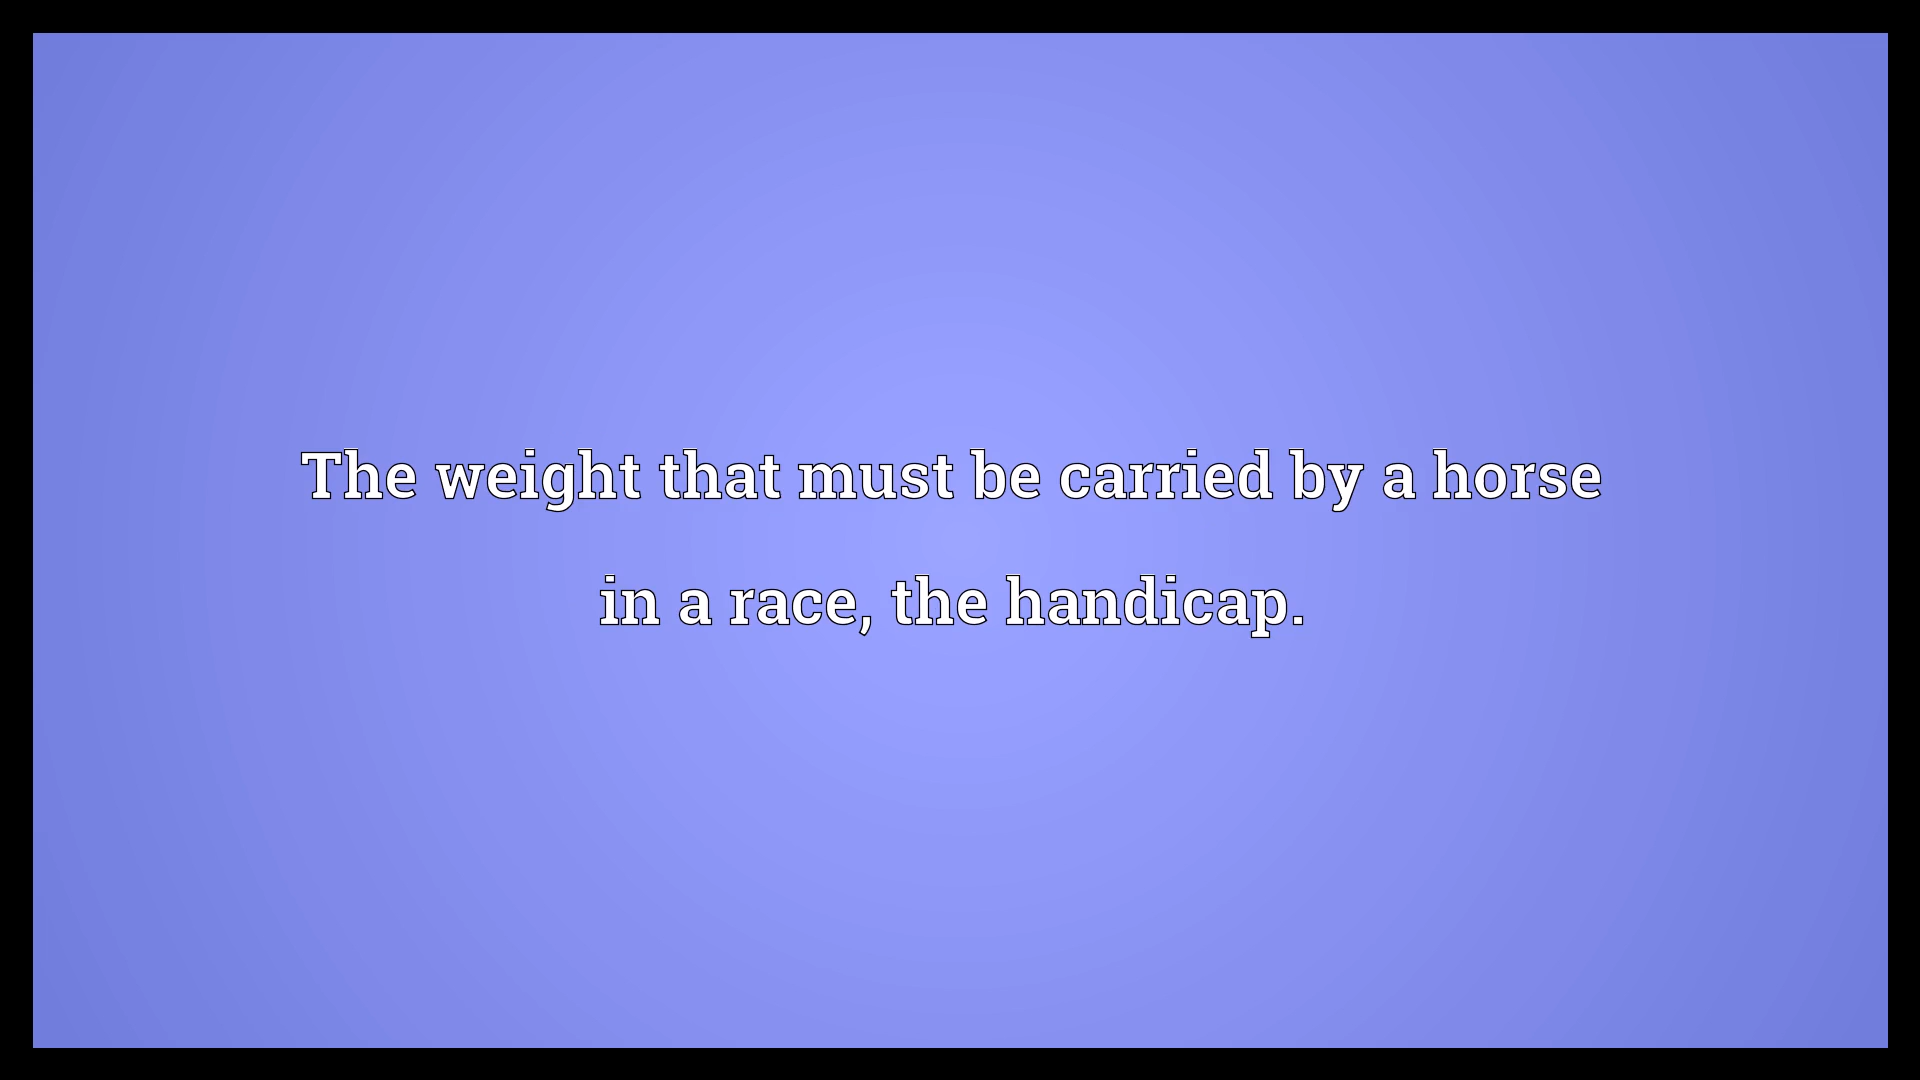 The weight that must be carried by a horse
in a race, the handicap.